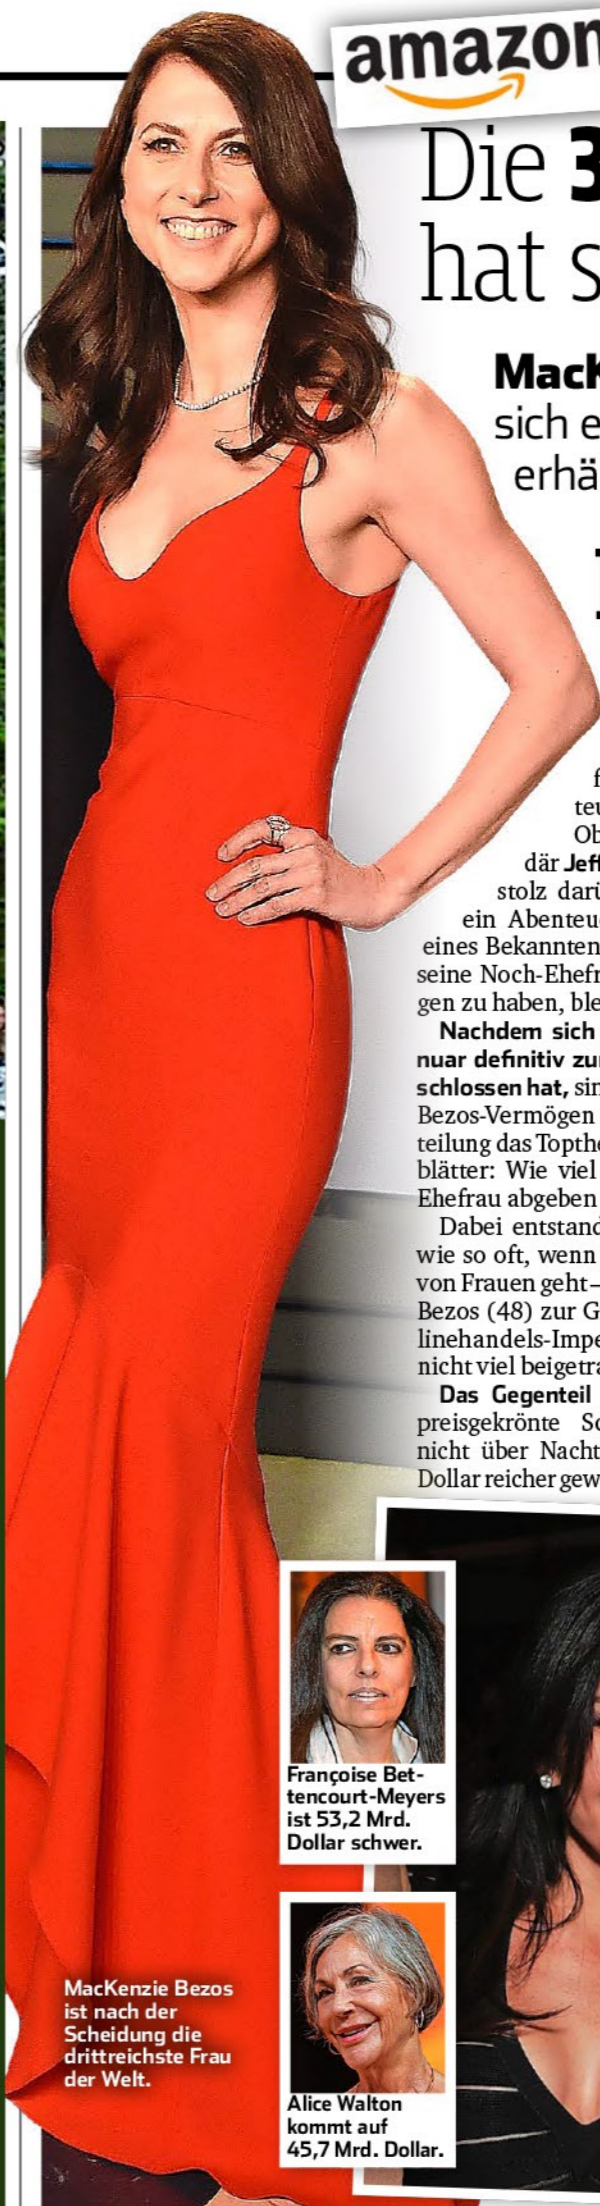 amazon
Die 3
hat s
MacK
sich e
erhä
f
teu
Ob
där Jeff
stolz darü
ein Abenteu
eines Bekannten
seine Noch-Ehefr
gen zu haben, ble
Nachdem sich
nuar definitiv zu
schlossen hat, sin
Bezos-Vermögen
teilung das Topthe
blätter: Wie viel
Ehefrau abgeben
Dabei entstand
wie so oft, wenn
von Frauen geht –
Bezos (48) zur G
linehandels-Impe
nicht viel beigetra
Das Gegenteil
preisgekrönte Sc
nicht über Nacht
Dollar reicher gew
Françoise Bet-
tencourt-Meyers
ist 53,2 Mrd.
Dollar schwer.
MacKenzie Bezos
ist nach der
Scheidung die
drittreichste Frau
der Welt.
Alice Walton
kommt auf
45,7 Mrd. Dollar.